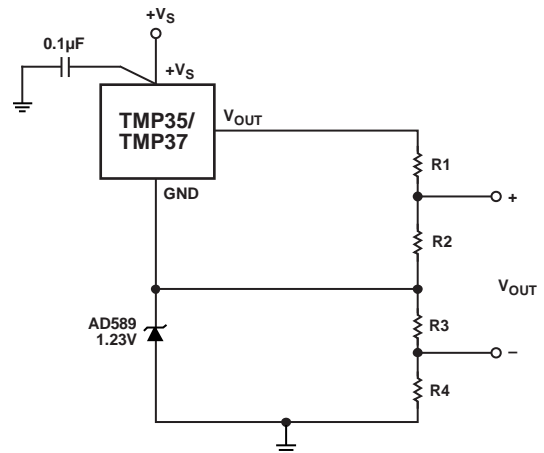 +VS
0.1µF
+VS
TMP35/
TMP37
VOUT
R1
+
GND
R2
VOUT
AD589
1.23V
R3
–
R4